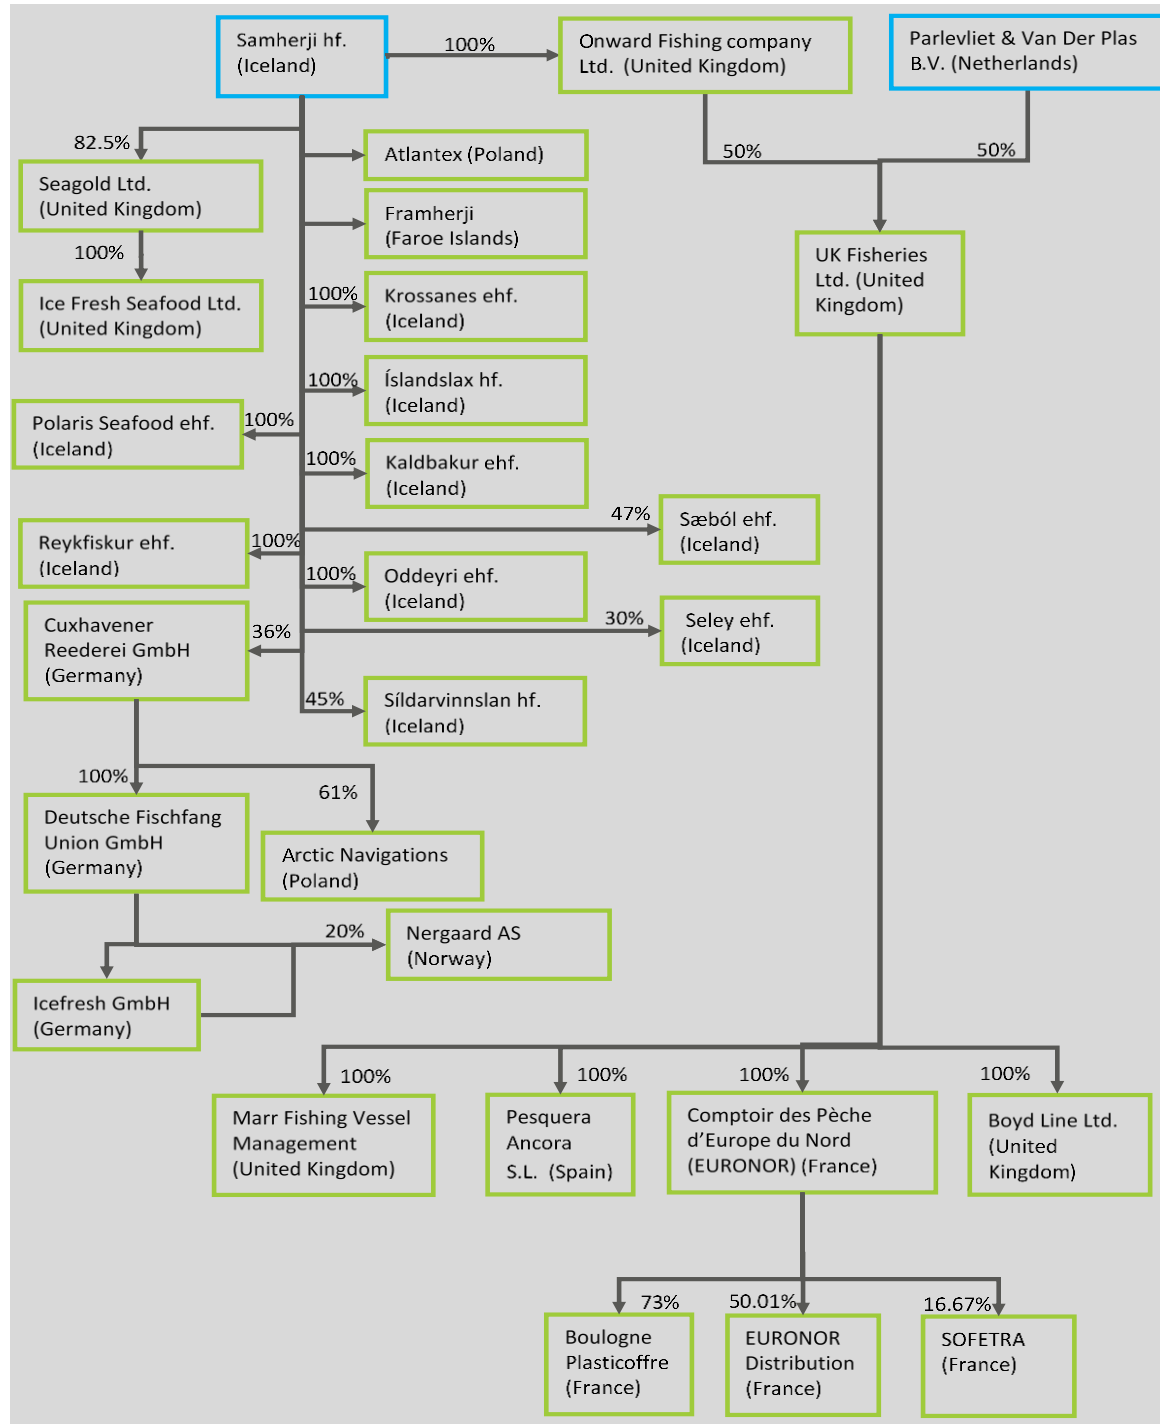 Samherji hf.
(Iceland)
100%
Onward Fishing company
Ltd. (United Kingdom)
Parlevliet & Van Der Plas
B.V. (Netherlands)
82.5%
Seagold Ltd.
(United Kingdom)
100%
Ice Fresh Seafood Ltd.
(United Kingdom)
Atlantex (Poland)
Framherji
(Faroe Islands)
100%
Krossanes ehf.
(Iceland)
100%
Íslandslax hf.
(Iceland)
100%
Kaldbakur ehf.
(Iceland)
50%
50%
UK Fisheries
Ltd. (United
Kingdom)
Polaris Seafood ehf.
(Iceland)
100%
47%
Sæból ehf.
(Iceland)
Reykfiskur ehf.
(Iceland)
100%
100%
Oddeyri ehf.
(Iceland)
30%
Seley ehf.
(Iceland)
Cuxhavener
Reederei GmbH
(Germany)
36%
45%
Síldarvinnslan hf.
(Iceland)
100%
61%
Deutsche Fischfang
Union GmbH
(Germany)
Arctic Navigations
(Poland)
20%
Nergaard AS
(Norway)
Icefresh GmbH
(Germany)
100%
100%
100%
100%
Marr Fishing Vessel
Management
(United Kingdom)
Pesquera
Ancora
S.L. (Spain)
Comptoir des Pèche
d’Europe du Nord
(EURONOR) (France)
Boyd Line Ltd.
(United
Kingdom)
73%
50.01%
16.67%
Boulogne
Plasticoffre
(France)
EURONOR
Distribution
(France)
SOFETRA
(France)